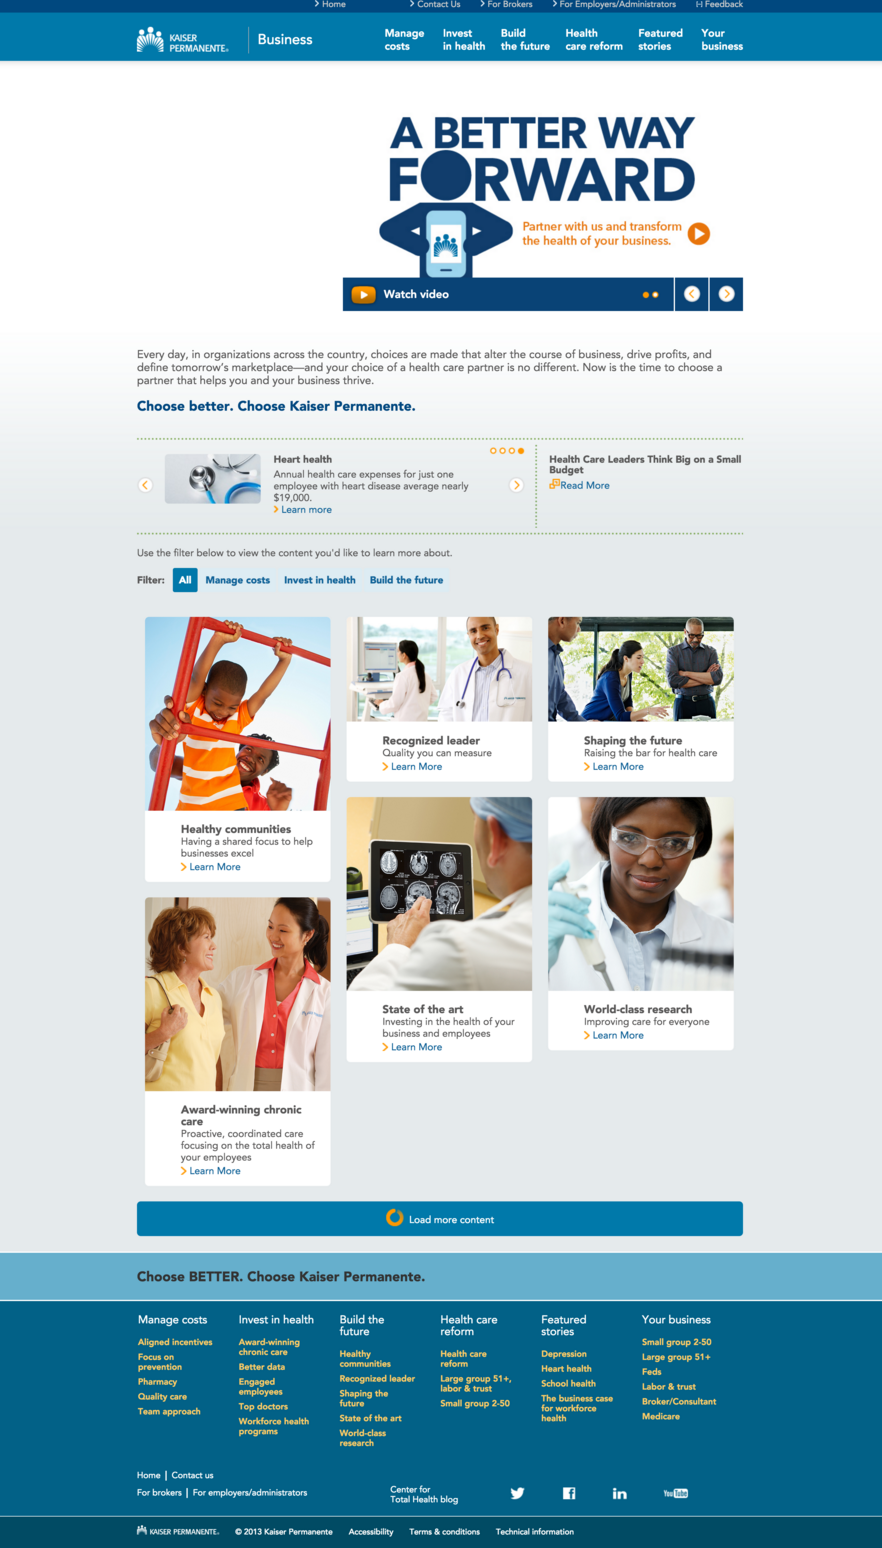 Home
Contact Us
For Brokers
For Employers/Administrators
[-] Feedback
KAISER
PERMANENTE®
Business
Manage
costs
Invest
in health
Build
the future
Health
care reform
Featured
stories
Your
business
A BETTER WAY
FORWARD
Partner with us and transform
the health of your business.
Watch video
Every day, in organizations across the country, choices are made that alter the course of business, drive profits, and
define tomorrow's marketplace—and your choice of a health care partner is no different. Now is the time to choose a
partner that helps you and your business thrive.
Choose better. Choose Kaiser Permanente.
Heart health
Annual health care expenses for just one
employee with heart disease average nearly
$19,000.
Learn more
Health Care Leaders Think Big on a Small
Budget
Read More
Use the filter below to view the content you'd like to learn more about.
Filter:
All
Manage costs
Invest in health
Build the future
Healthy communities
Having a shared focus to help
businesses excel
Learn More
Recognized leader
Quality you can measure
Learn More
Shaping the future
Raising the bar for health care
Learn More
Award-winning chronic
care
Proactive, coordinated care
focusing on the total health of
your employees
Learn More
State of the art
Investing in the health of your
business and employees
Learn More
World-class research
Improving care for everyone
Learn More
Load more content
Choose BETTER. Choose Kaiser Permanente.
Manage costs
Aligned incentives
Focus on
prevention
Pharmacy
Quality care
Team approach
Invest in health
Award-winning
chronic care
Better data
Engaged
employees
Top doctors
Workforce health
programs
Build the
future
Healthy
communities
Recognized leader
Shaping the
future
State of the art
World-class
research
Health care
reform
Health care
reform
Large group 51+,
labor & trust
Small group 2-50
Featured
stories
Depression
Heart health
School health
The business case
for workforce
health
Your business
Small group 2-50
Large group 51+
Feds
Labor & trust
Broker/Consultant
Medicare
Home | Contact us
For brokers | For employers/administrators
Center for
Total Health blog
You Tube
KAISER PERMANENTE®
© 2013 Kaiser Permanente
Accessibility
Terms & conditions
Technical information